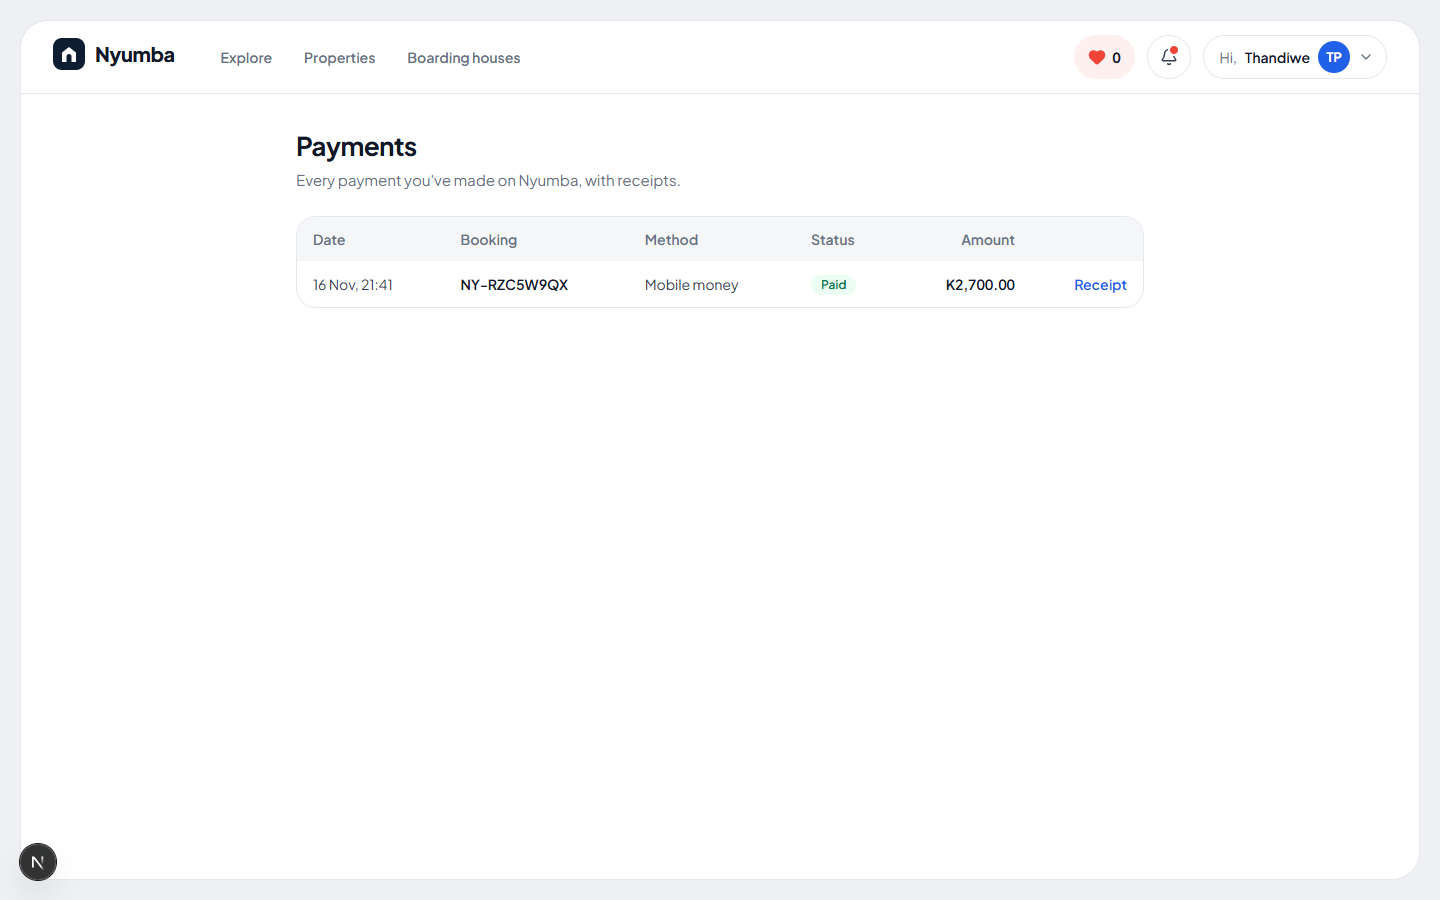 Nyumba Explore Properties Boarding houses 0 Hi, Thandiwe TP
Payments
Every payment you've made on Nyumba, with receipts.
Date Booking Method Status Amount
16 Nov, 21:41 NY-RZC5W9QX Mobile money Paid K2,700.00 Receipt
N